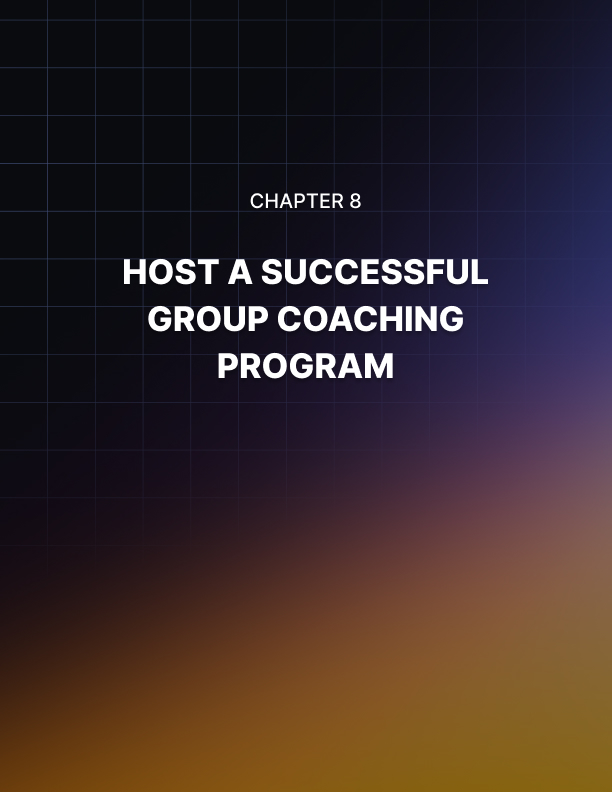 CHAPTER 8
HOST A SUCCESSFUL
GROUP COACHING
PROGRAM